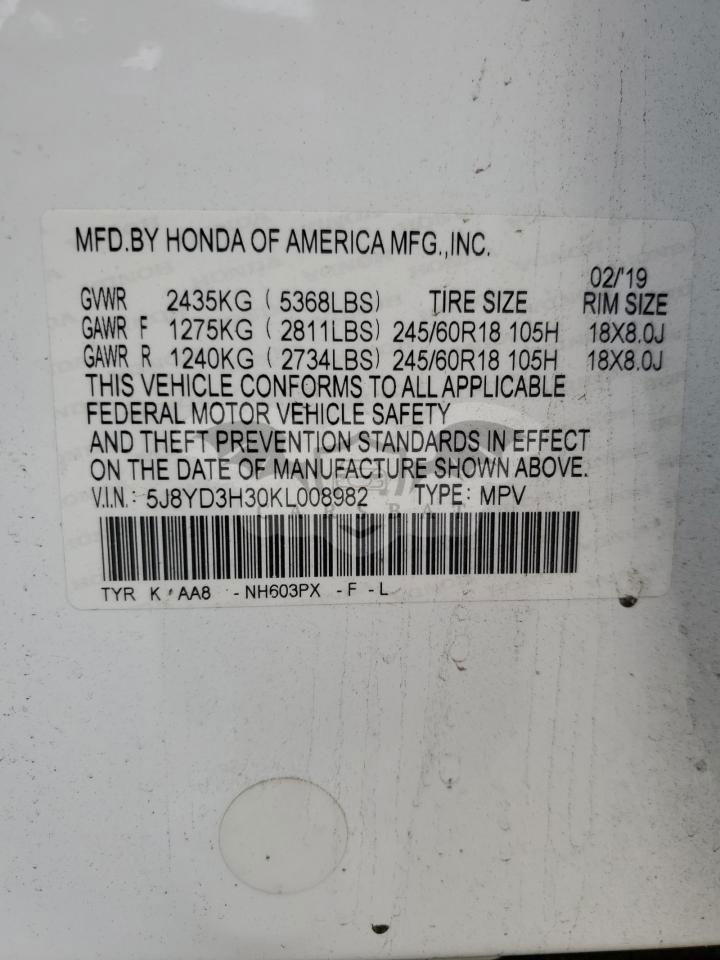 MFD.BY HONDA OF AMERICA MFG.,INC.
02/'19
GVWR 2435KG ( 5368LBS) TIRE SIZE RIM SIZE
GAWR F 1275KG ( 2811LBS) 245/60R18 105H 18X8.0J
GAWR R 1240KG ( 2734LBS) 245/60R18 105H 18X8.0J
THIS VEHICLE CONFORMS TO ALL APPLICABLE
FEDERAL MOTOR VEHICLE SAFETY
AND THEFT PREVENTION STANDARDS IN EFFECT
ON THE DATE OF MANUFACTURE SHOWN ABOVE.
V.I.N.: 5J8YD3H30KL008982 TYPE: MPV
TYR K AA8 - NH603PX - F - L